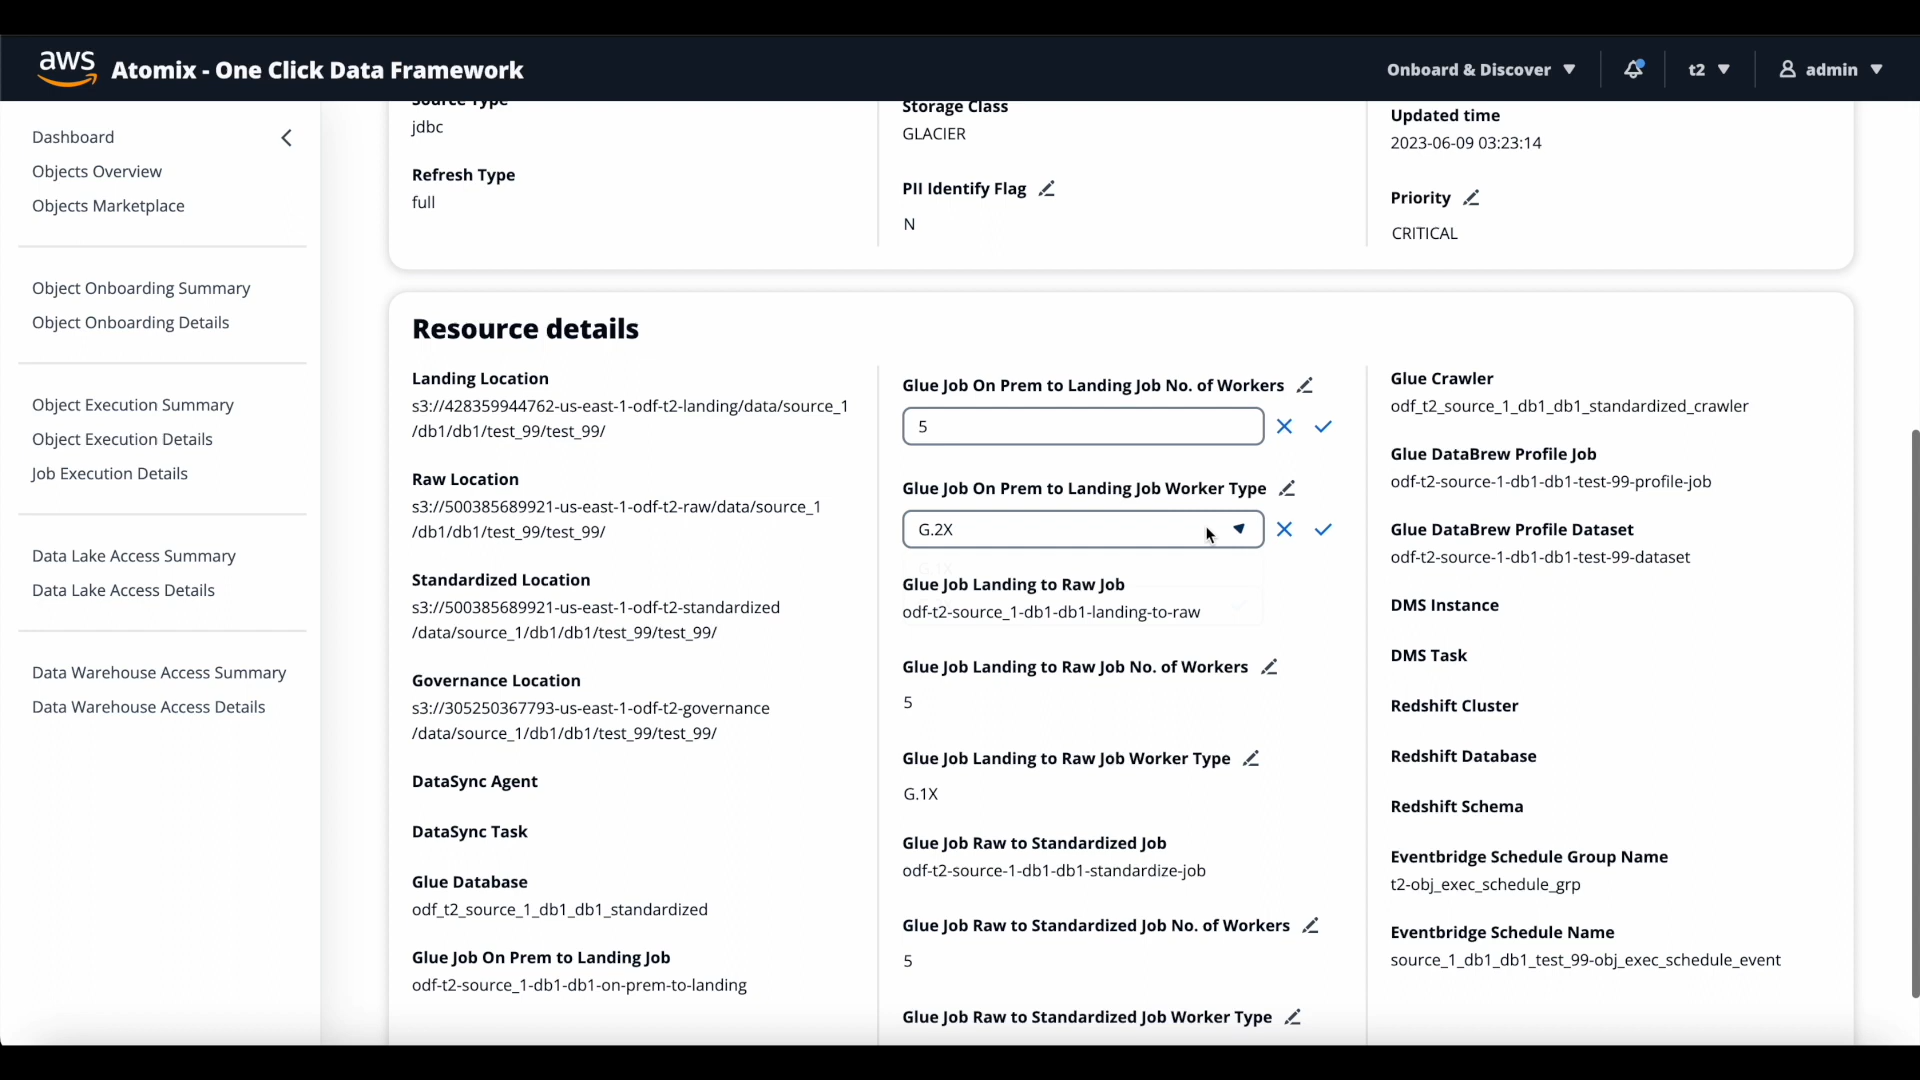 aws
Atomix - One Click Data Framework
Onboard & Discover
t2
admin
Dashboard
Objects Overview
Objects Marketplace
Object Onboarding Summary
Object Onboarding Details
Object Execution Summary
Object Execution Details
Job Execution Details
Data Lake Access Summary
Data Lake Access Details
Data Warehouse Access Summary
Data Warehouse Access Details
Source Type
jdbc
Refresh Type
full
Storage Class
GLACIER
PII Identify Flag
N
Updated time
2023-06-09 03:23:14
Priority
CRITICAL
Resource details
Landing Location
s3://428359944762-us-east-1-odf-t2-landing/data/source_1
/db1/db1/test_99/test_99/
Raw Location
s3://500385689921-us-east-1-odf-t2-raw/data/source_1
/db1/db1/test_99/test_99/
Standardized Location
s3://500385689921-us-east-1-odf-t2-standardized
/data/source_1/db1/db1/test_99/test_99/
Governance Location
s3://305250367793-us-east-1-odf-t2-governance
/data/source_1/db1/db1/test_99/test_99/
DataSync Agent
DataSync Task
Glue Database
odf_t2_source_1_db1_db1_standardized
Glue Job On Prem to Landing Job
odf-t2-source_1-db1-db1-on-prem-to-landing
Glue Job On Prem to Landing Job No. of Workers
5
Glue Job On Prem to Landing Job Worker Type
G.2X
Glue Job Landing to Raw Job
odf-t2-source_1-db1-db1-landing-to-raw
Glue Job Landing to Raw Job No. of Workers
5
Glue Job Landing to Raw Job Worker Type
G.1X
Glue Job Raw to Standardized Job
odf-t2-source-1-db1-db1-standardize-job
Glue Job Raw to Standardized Job No. of Workers
5
Glue Job Raw to Standardized Job Worker Type
Glue Crawler
odf_t2_source_1_db1_db1_standardized_crawler
Glue DataBrew Profile Job
odf-t2-source-1-db1-db1-test-99-profile-job
Glue DataBrew Profile Dataset
odf-t2-source-1-db1-db1-test-99-dataset
DMS Instance
DMS Task
Redshift Cluster
Redshift Database
Redshift Schema
Eventbridge Schedule Group Name
t2-obj_exec_schedule_grp
Eventbridge Schedule Name
source_1_db1_db1_test_99-obj_exec_schedule_event